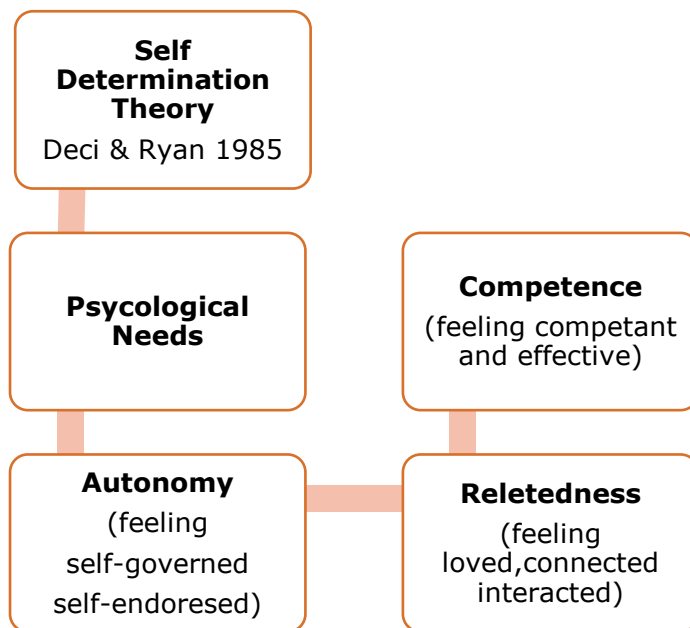 Self
Determination
Theory
Deci & Ryan 1985
Psycological
Needs
Autonomy
(feeling
self-governed
self-endoresed)
Reletedness
(feeling
loved,connected
interacted)
Competence
(feeling competant
and effective)